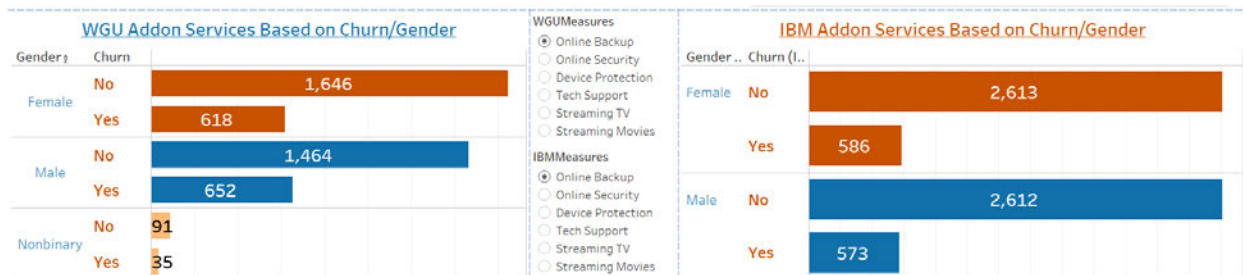 WGU Addon Services Based on Churn/Gender
Gender Churn
Female
No 1,646
Yes 618
Male
No 1,464
Yes 652
Nonbinary
No 91
Yes 35
WGUMeasures
Online Backup
Online Security
Device Protection
Tech Support
Streaming TV
Streaming Movies
IBMMeasures
Online Backup
Online Security
Device Protection
Tech Support
Streaming TV
Streaming Movies
IBM Addon Services Based on Churn/Gender
Gender .. Churn (I..
Female No 2,613
Yes 586
Male No 2,612
Yes 573